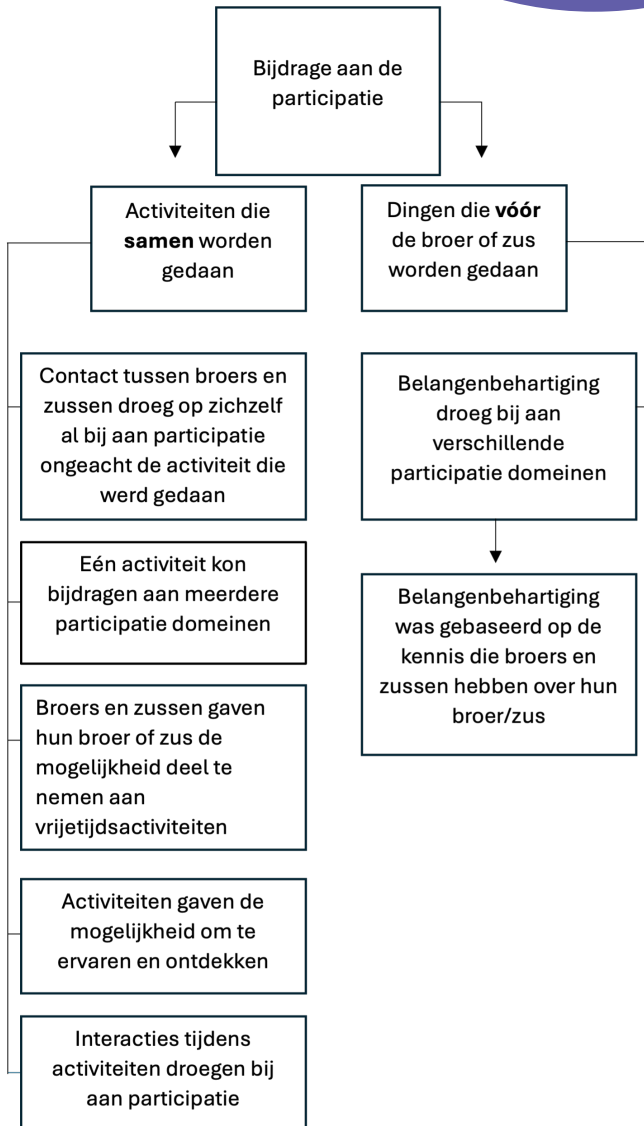 Bijdrage aan de
participatie
Activiteiten die
samen worden
gedaan
Dingen die vóór
de broer of zus
worden gedaan
Contact tussen broers en
zussen droeg op zichzelf
al bij aan participatie
ongeacht de activiteit die
werd gedaan
Eén activiteit kon
bijdragen aan meerdere
participatie domeinen
Broers en zussen gaven
hun broer of zus de
mogelijkheid deel te
nemen aan
vrijetijdsactiviteiten
Activiteiten gaven de
mogelijkheid om te
ervaren en ontdekken
Interacties tijdens
activiteiten droegen bij
aan participatie
Belangenbehartiging
droeg bij aan
verschillende
participatie domeinen
Belangenbehartiging
was gebaseerd op de
kennis die broers en
zussen hebben over hun
broer/zus